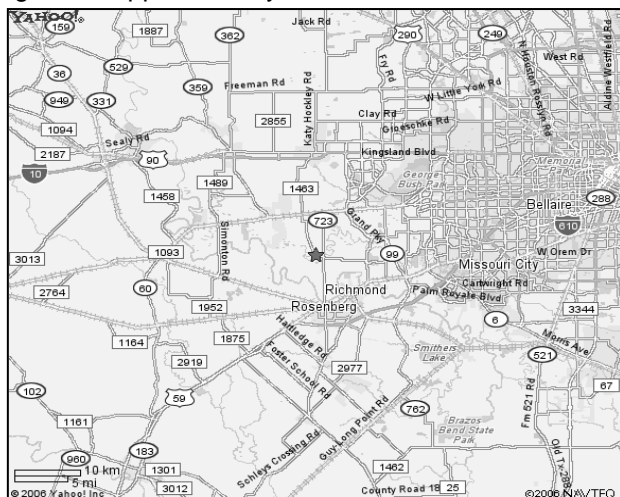 YAHOO!
159
1887
362
Jack Rd
290
249
N Houston Rosslyn Rd
Aldine Westfield Rd
West Rd
36
529
Freeman Rd
Katy Hockley Rd
Fry Rd
W Little York Rd
949
331
359
Clay Rd
1094
2855
Gloeschke Rd
Sealy Rd
2187
90
Kingsland Blvd
Memorial Park
10
1489
1463
George Bush Park
288
1458
723
Grand Pky
Bellaire
610
Simonton Rd
3013
1093
99
W Orem Dr
Missouri City
2764
60
Richmond
Cartwright Rd
Palm Royale Blvd
1952
Rosenberg
6
3344
1164
1875
Hartledge Rd
Smithers Lake
Moms Ave
2919
Foster School Rd
2977
521
67
59
102
762
Fm 521 Rd
1161
Guy-Long Point Rd
Brazos Bend State Park
183
Schleys Crossing Rd
960
10 km
1301
1462
Old Tx-288
5 mi
3012
County Road 18
25
© 2006 Yahoo! Inc
©2006 NAVTEQ